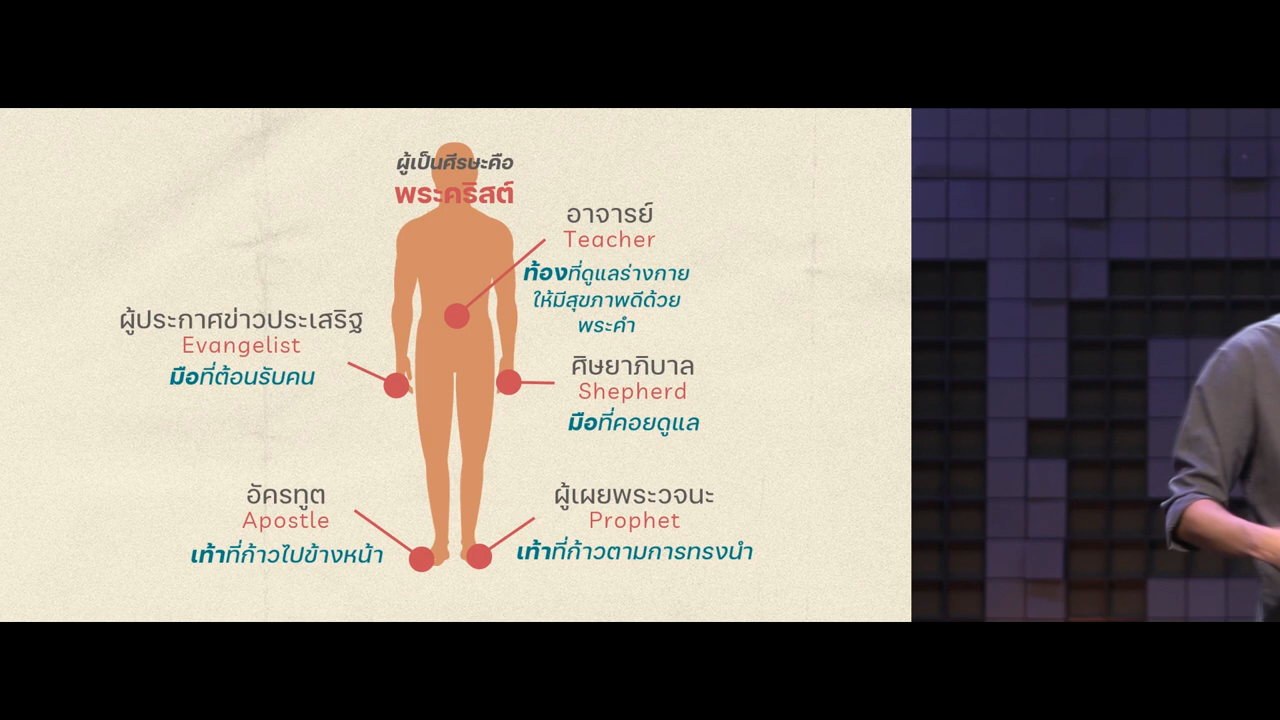 ผู้เป็นศีรษะคือ
พระคริสต์
อาจารย์
Teacher
ท้องที่ดูแลร่างกาย
ให้มีสุขภาพดีด้วย
พระคำ
ผู้ประกาศข่าวประเสริฐ
Evangelist
มือที่ต้อนรับคน
ศิษยาภิบาล
Shepherd
มือที่คอยดูแล
อัครทูต
Apostle
เท้าที่ก้าวไปข้างหน้า
ผู้เผยพระวจนะ
Prophet
เท้าที่ก้าวตามการทรงนำ